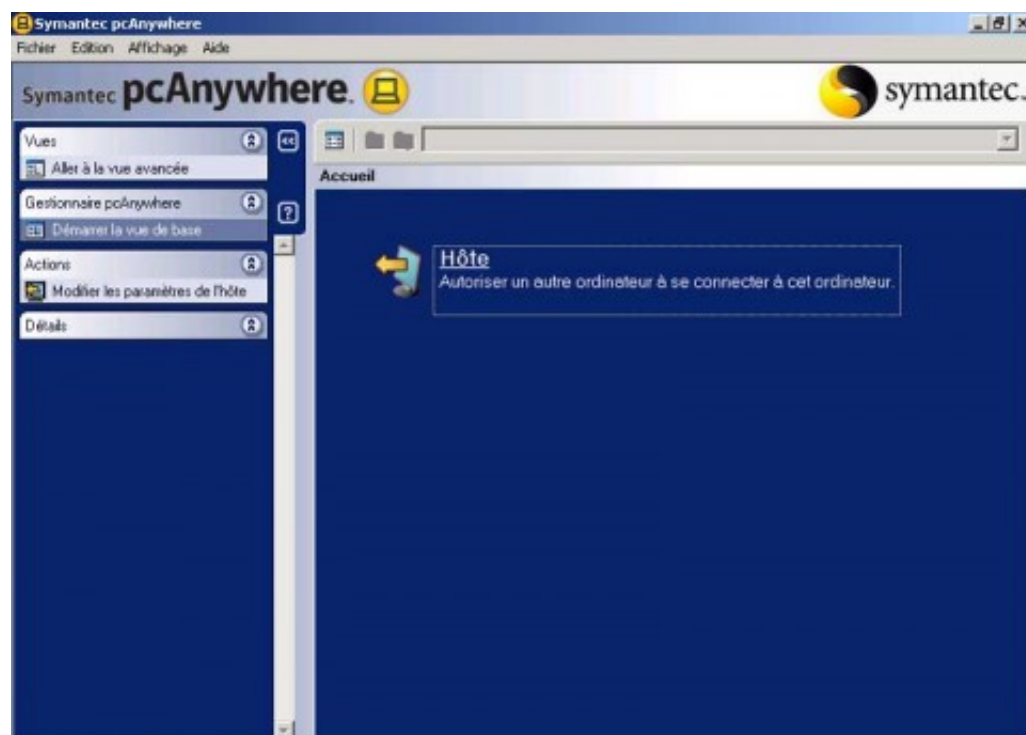 Symantec pcAnywhere
Fichier Edition Affichage Aide
Symantec pcAnywhere.
symantec.
Vues
Aller à la vue avancée
Gestionnaire pcAnywhere
Démarrer la vue de base
Actions
Modifier les paramètres de l'hôte
Détails
Accueil
Hôte
Autoriser un autre ordinateur à se connecter à cet ordinateur.